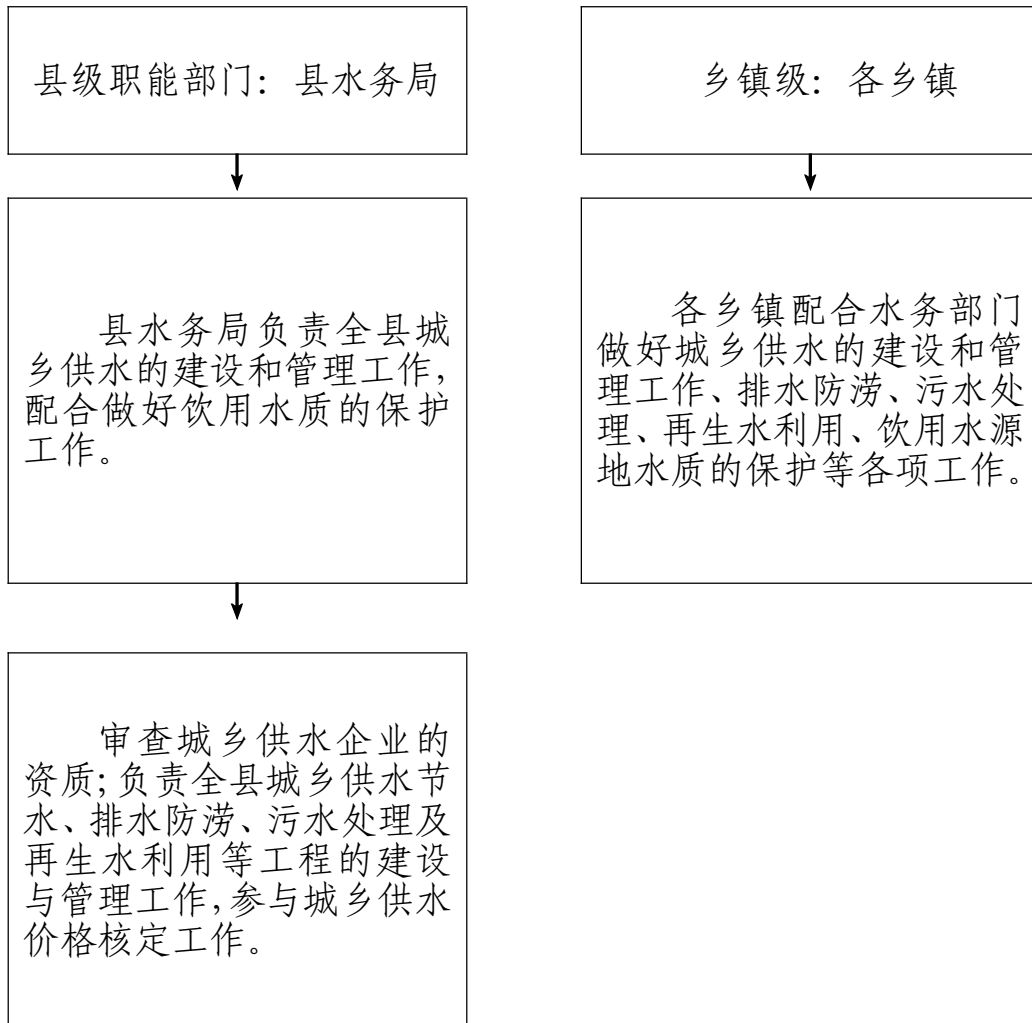 县级职能部门：县水务局
乡镇级：各乡镇
县水务局负责全县城
乡供水的建设和管理工作，
配合做好饮用水质的保护
工作。
各乡镇配合水务部门
做好城乡供水的建设和管
理工作、排水防涝、污水处
理、再生水利用、饮用水源
地水质的保护等各项工作。
审查城乡供水企业的
资质；负责全县城乡供水节
水、排水防涝、污水处理及
再生水利用等工程的建设
与管理工作，参与城乡供水
价格核定工作。